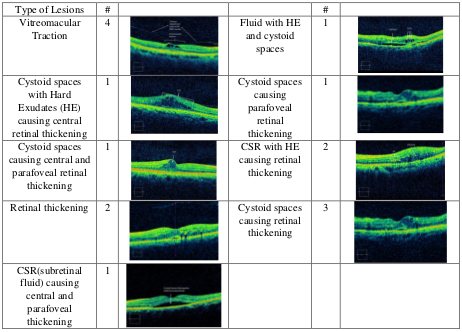 Type of Lesions # #
Vitreomacular
Traction
4
Fluid with HE
and cystoid
spaces
1
Cystoid spaces
with Hard
Exudates (HE)
causing central
retinal thickening
1
Cystoid spaces
causing
parafoveal
retinal
thickening
1
Cystoid spaces
causing central and
parafoveal retinal
thickening
1
CSR with HE
causing retinal
thickening
2
Retinal thickening
2
Cystoid spaces
causing retinal
thickening
3
CSR(subretinal
fluid) causing
central and
parafoveal
thickening
1